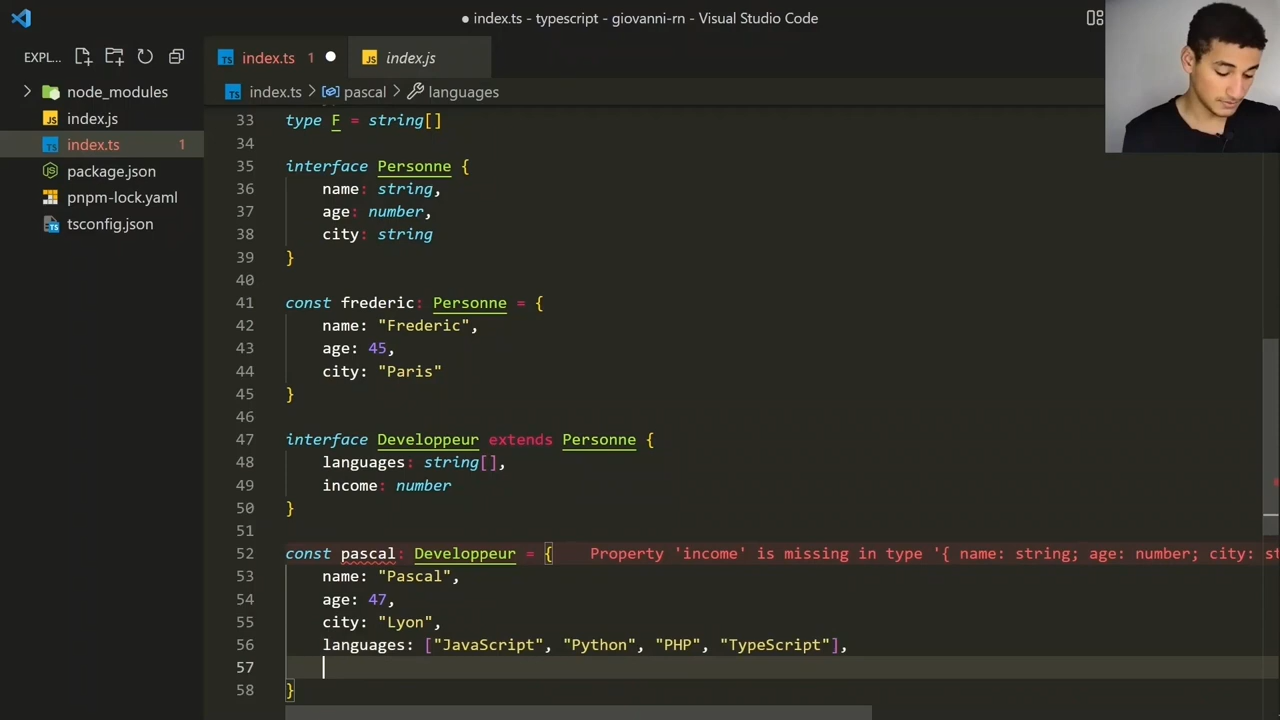 ● index.ts - typescript - giovanni-rn - Visual Studio Code
EXPL...
index.ts 1
index.js
index.ts > pascal > languages
node_modules
index.js
index.ts 1
package.json
pnpm-lock.yaml
tsconfig.json
33 type F = string[]
34
35 interface Personne {
36 name: string,
37 age: number,
38 city: string
39 }
40
41 const frederic: Personne = {
42 name: "Frederic",
43 age: 45,
44 city: "Paris"
45 }
46
47 interface Developpeur extends Personne {
48 languages: string[],
49 income: number
50 }
51
52 const pascal: Developpeur = { Property 'income' is missing in type '{ name: string; age: number; city: st
53 name: "Pascal",
54 age: 47,
55 city: "Lyon",
56 languages: ["JavaScript", "Python", "PHP", "TypeScript"],
57
58 }